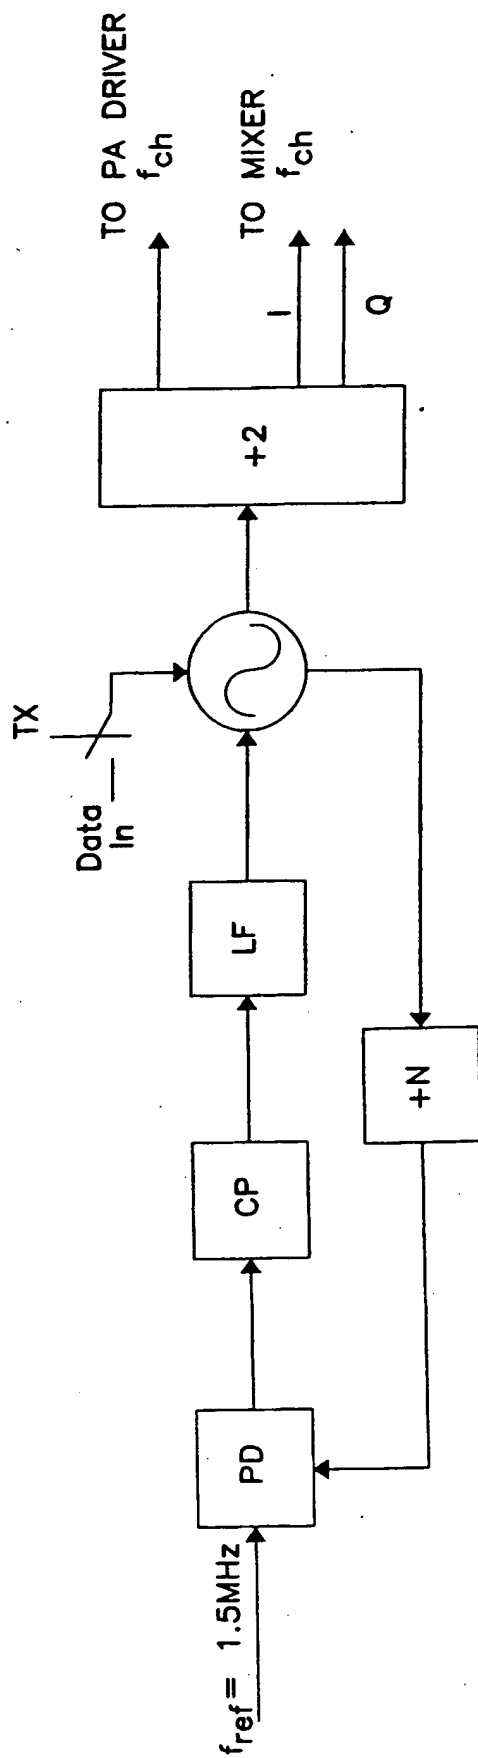 f_ref = 1.5MHz
PD
CP
LF
+N
Data
In
TX
+2
TO PA DRIVER
f_ch
TO MIXER
f_ch
I
Q